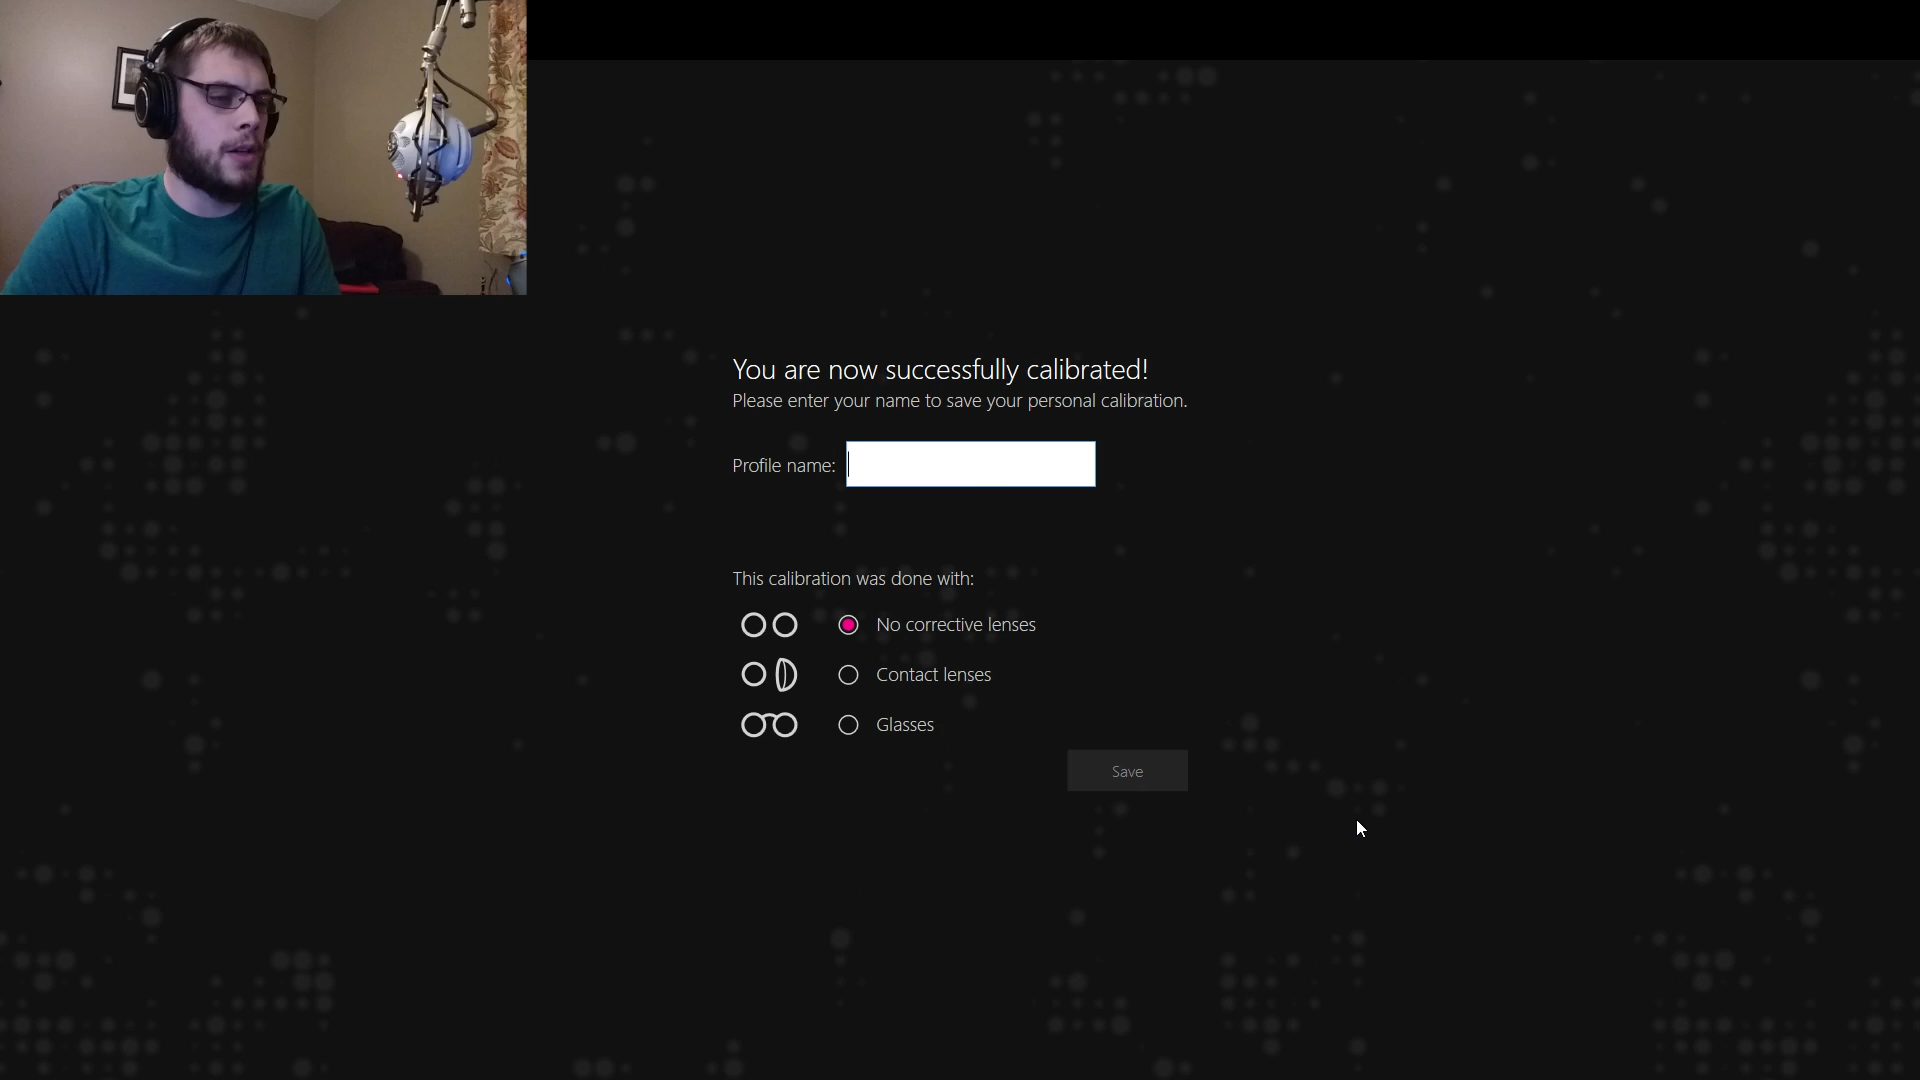 You are now successfully calibrated!
Please enter your name to save your personal calibration.
Profile name:
This calibration was done with:
No corrective lenses
Contact lenses
Glasses
Save